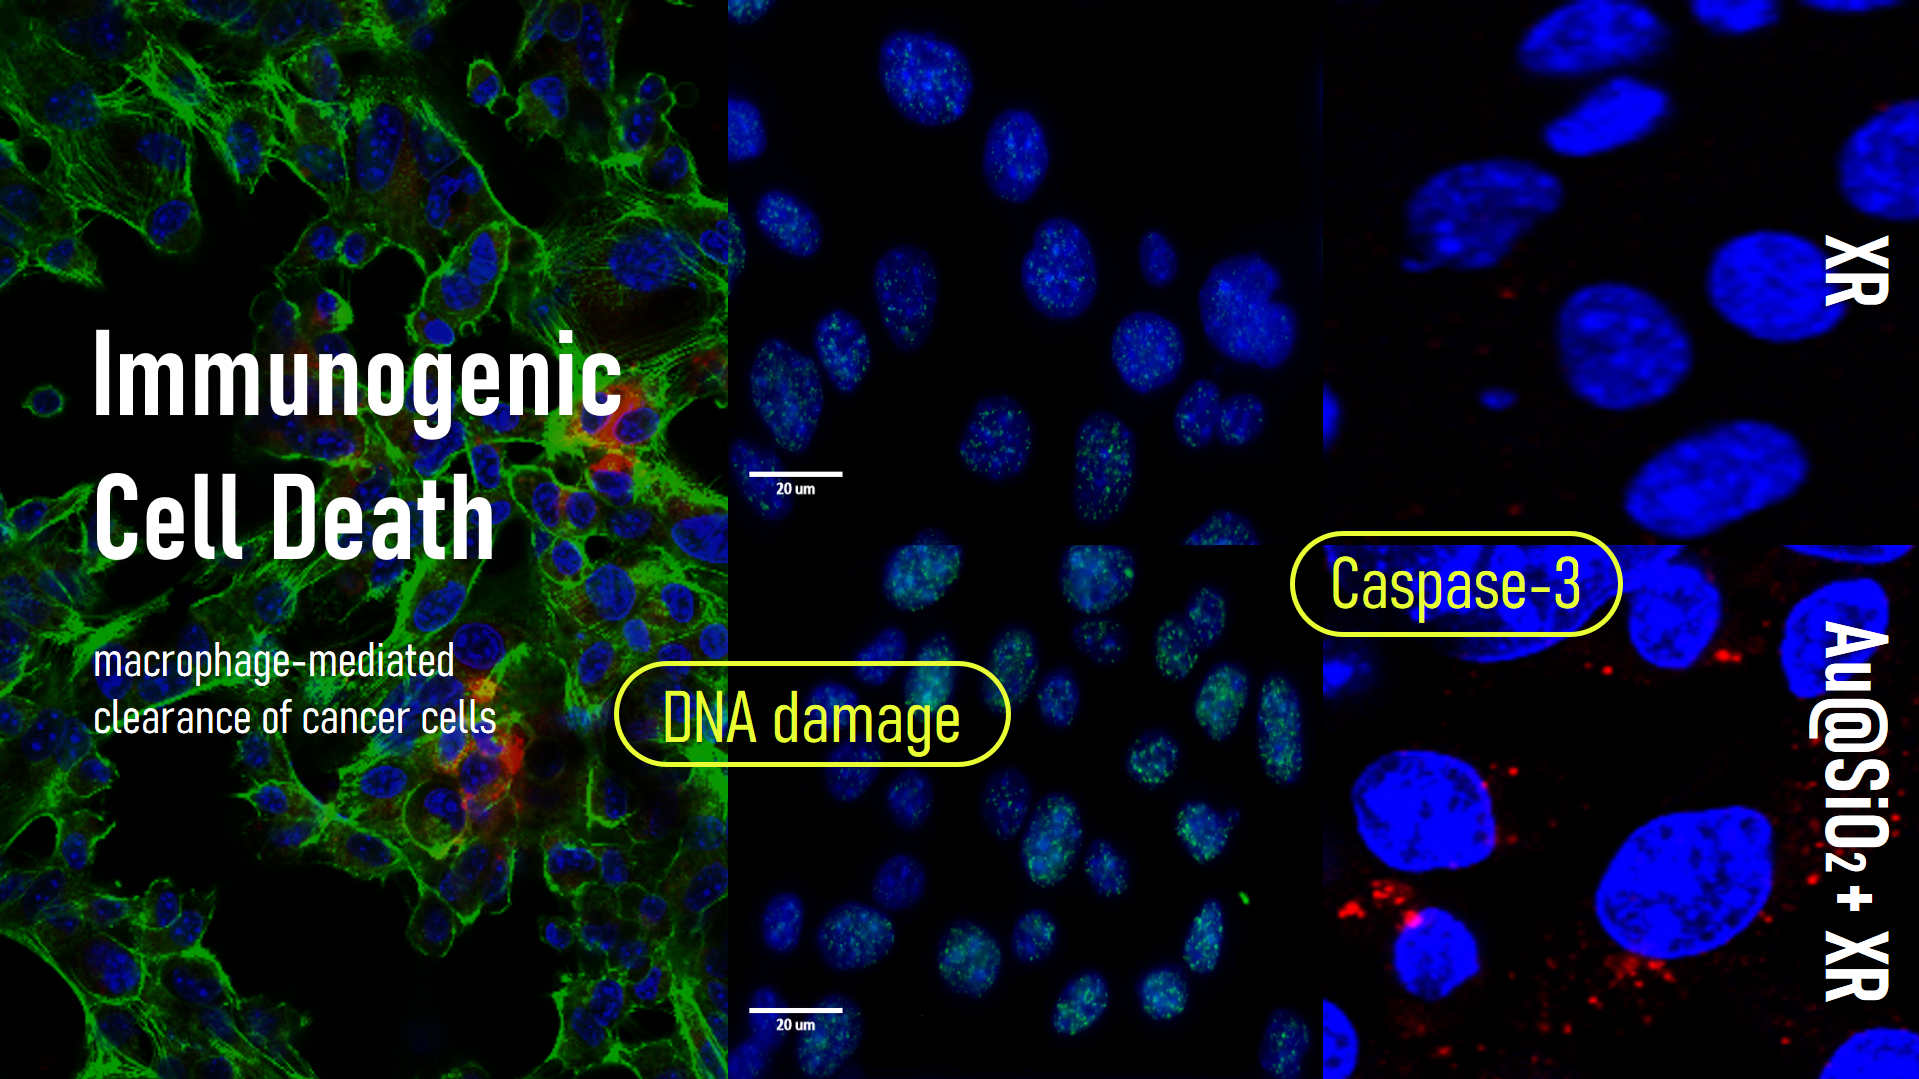 Immunogenic
Cell Death
macrophage-mediated
clearance of cancer cells
20 um
DNA damage
20 um
Caspase-3
XR
Au@SiO₂ + XR